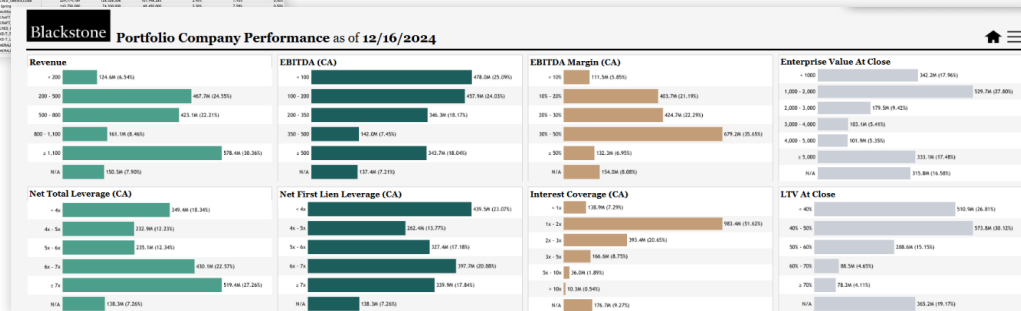 Blackstone Portfolio Company Performance as of 12/16/2024
Revenue
< 200 124.6M (6.54%)
200 - 500 467.7M (24.55%)
500 - 800 423.1M (22.21%)
800 - 1,100 161.1M (8.46%)
≥ 1,100 578.4M (30.36%)
N/A 150.5M (7.90%)
EBITDA (CA)
< 100 478.0M (25.09%)
100 - 200 457.9M (24.03%)
200 - 350 346.3M (18.17%)
350 - 500 142.0M (7.45%)
≥ 500 343.7M (18.04%)
N/A 137.4M (7.21%)
EBITDA Margin (CA)
< 10% 111.5M (5.85%)
10% - 20% 403.7M (21.19%)
20% - 30% 424.7M (22.29%)
30% - 50% 679.2M (35.65%)
≥ 50% 132.3M (6.95%)
N/A 154.0M (8.08%)
Enterprise Value At Close
< 1000 342.2M (17.96%)
1,000 - 2,000 529.7M (27.80%)
2,000 - 3,000 179.5M (9.42%)
3,000 - 4,000 103.1M (5.41%)
4,000 - 5,000 101.9M (5.35%)
≥ 5,000 333.1M (17.48%)
N/A 315.8M (16.58%)
Net Total Leverage (CA)
< 4x 349.4M (18.34%)
4x - 5x 232.9M (12.23%)
5x - 6x 235.1M (12.34%)
6x - 7x 430.1M (22.57%)
≥ 7x 519.4M (27.26%)
N/A 138.3M (7.26%)
Net First Lien Leverage (CA)
< 4x 439.5M (23.07%)
4x - 5x 262.4M (13.77%)
5x - 6x 327.4M (17.18%)
6x - 7x 397.7M (20.88%)
≥ 7x 339.9M (17.84%)
N/A 138.3M (7.26%)
Interest Coverage (CA)
< 1x 138.9M (7.29%)
1x - 2x 983.4M (51.62%)
2x - 3x 393.4M (20.65%)
3x - 5x 166.6M (8.75%)
5x - 10x 36.0M (1.89%)
> 10x 10.3M (0.54%)
N/A 176.7M (9.27%)
LTV At Close
< 40% 510.9M (26.81%)
40% - 50% 573.8M (30.12%)
50% - 60% 288.6M (15.15%)
60% - 70% 88.5M (4.65%)
≥ 70% 78.3M (4.11%)
N/A 365.2M (19.17%)